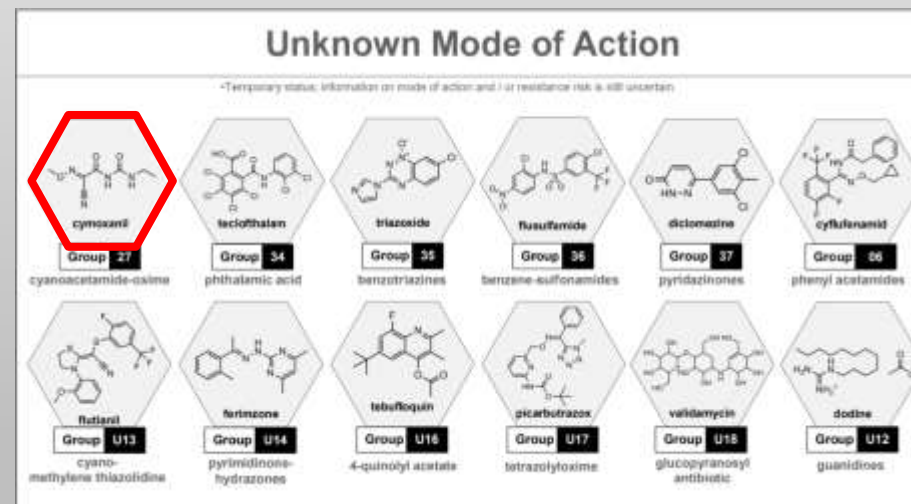 Unknown Mode of Action
*Temporary status; information on mode of action and / or resistance risk is still uncertain
cymoxanil
teclofthalam
triazoxide
flusulfamide
diclomezine
cyflufenamid
Group 27
Group 34
Group 35
Group 36
Group 37
Group 06
cyanoacetamide-oxime
phthalamic acid
benzotriazines
benzene-sulfonamides
pyridazinones
phenyl acetamides
flutianil
ferimzone
tebufloquin
picarbutrazox
validamycin
dodine
Group U13
Group U14
Group U16
Group U17
Group U18
Group U12
cyano-
methylene thiazolidine
pyrimidinone-
hydrazones
4-quinolyl acetate
tetrazolyloxime
glucopyranosyl
antibiotic
guanidines